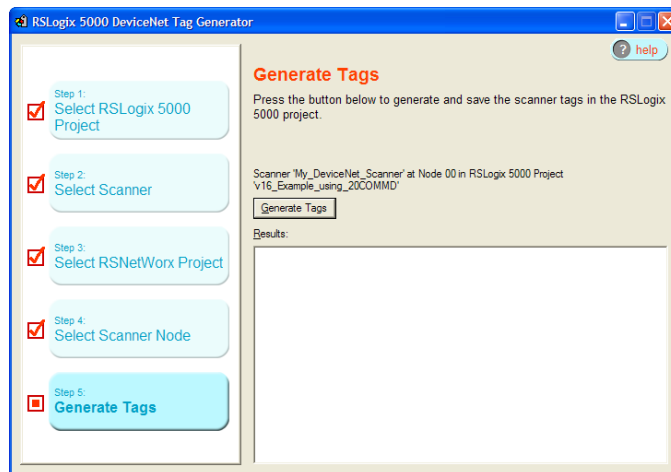 RSLogix 5000 DeviceNet Tag Generator
? help
Step 1:
Select RSLogix 5000
Project
Step 2:
Select Scanner
Step 3:
Select RSNetWorx Project
Step 4:
Select Scanner Node
Step 5:
Generate Tags
Generate Tags
Press the button below to generate and save the scanner tags in the RSLogix
5000 project.
Scanner 'My_DeviceNet_Scanner' at Node 00 in RSLogix 5000 Project
'v16_Example_using_20COMMD'
Generate Tags
Results: